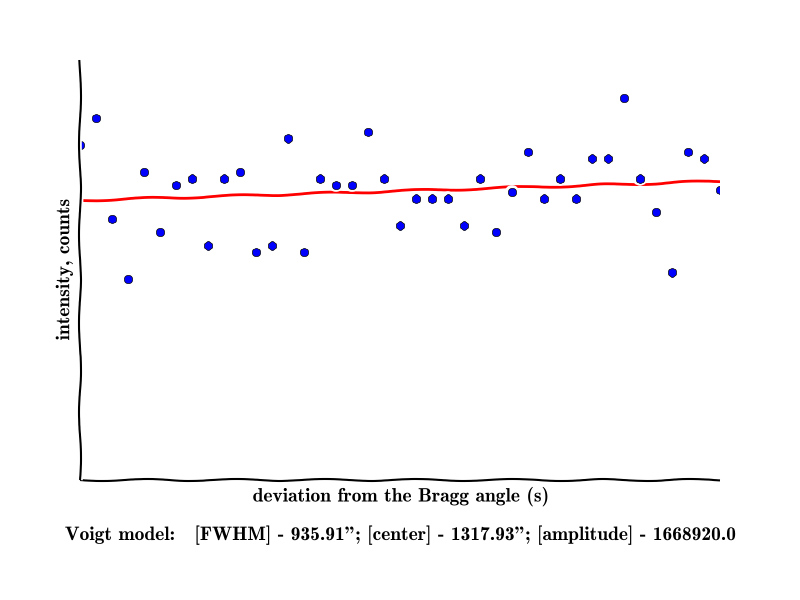 intensity, counts
deviation from the Bragg angle (s)
Voigt model: [FWHM] - 935.91”; [center] - 1317.93”; [amplitude] - 1668920.0